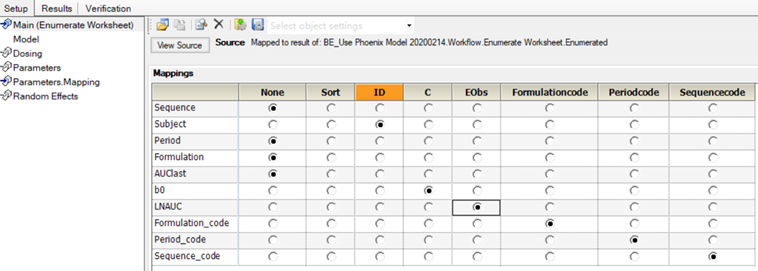 Setup Results Verification
Main (Enumerate Worksheet)
Model
Dosing
Parameters
Parameters.Mapping
Random Effects
Select object settings
View Source Source Mapped to result of: BE_Use Phoenix Model 20200214.Workflow.Enumerate Worksheet.Enumerated
Mappings
None Sort ID C EObs Formulationcode Periodcode Sequencecode
Sequence
Subject
Period
Formulation
AUClast
b0
LNAUC
Formulation_code
Period_code
Sequence_code